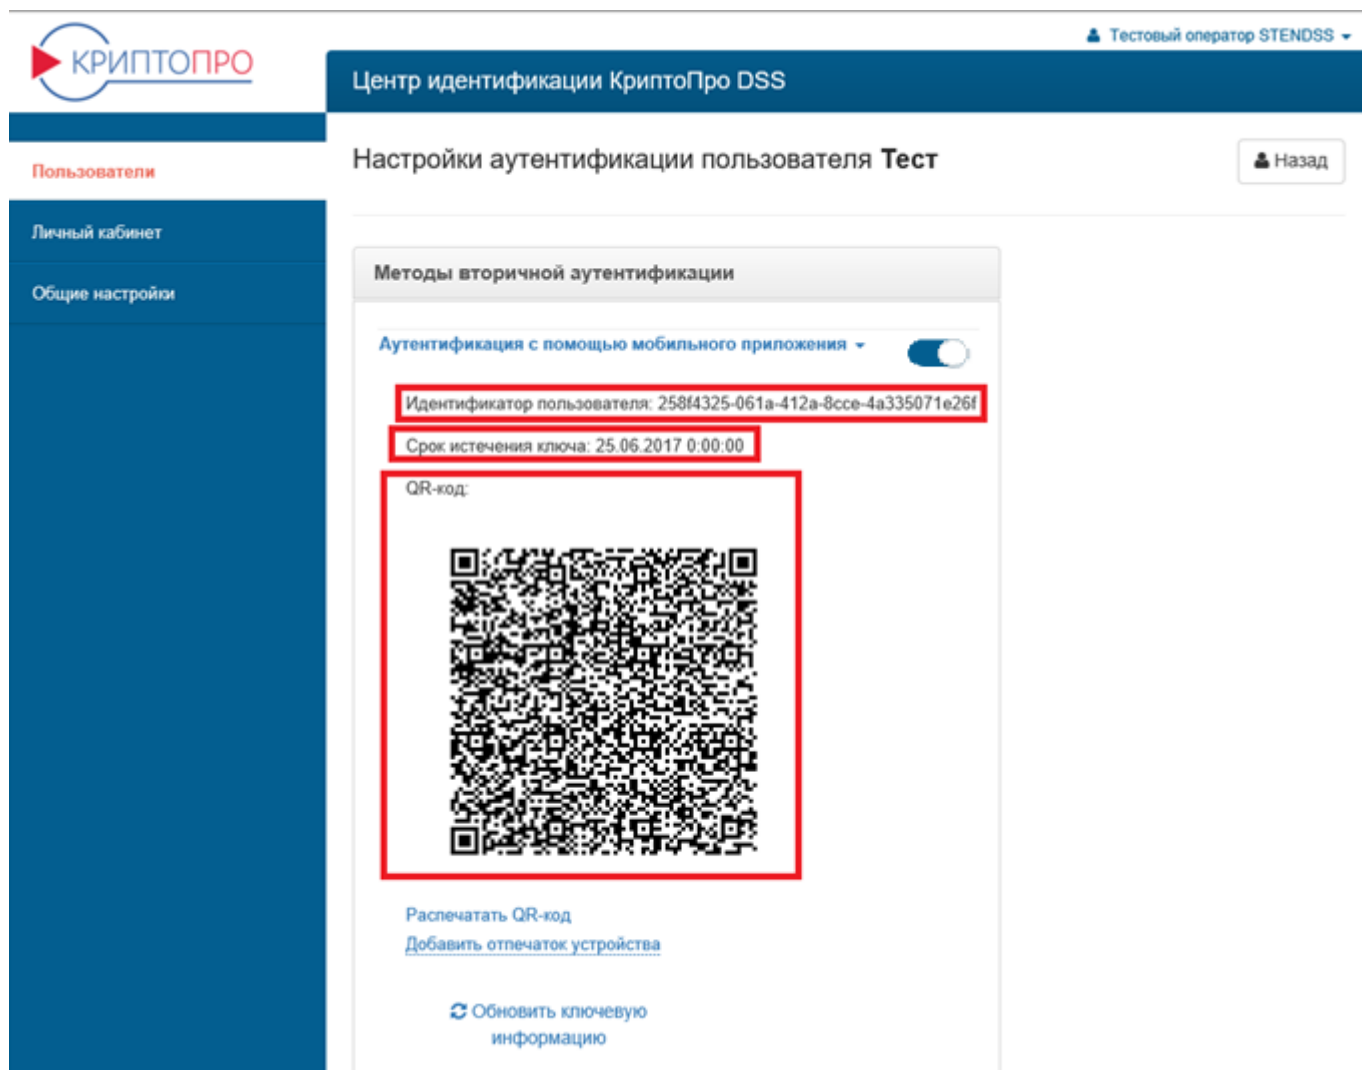 Тестовый оператор STENDSS
КРИПТОПРО
Центр идентификации КриптоПро DSS
Настройки аутентификации пользователя Тест
Назад
Пользователи
Личный кабинет
Общие настройки
Методы вторичной аутентификации
Аутентификация с помощью мобильного приложения
Идентификатор пользователя: 258f4325-061a-412a-8cce-4a335071e26f
Срок истечения ключа: 25.06.2017 0:00:00
QR-код:
Распечатать QR-код
Добавить отпечаток устройства
Обновить ключевую
информацию